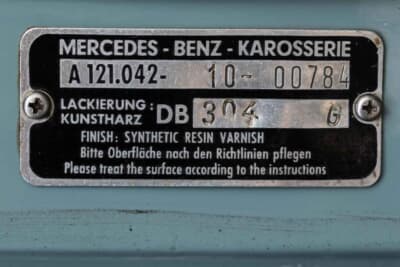 MERCEDES - BENZ - KAROSSERIE
A 121.042- 10- 00784
LACKIERUNG:
KUNSTHARZ DB 304 G
FINISH: SYNTHETIC RESIN VARNISH
Bitte Oberfläche nach den Richtlinien pflegen
Please treat the surface according to the instructions